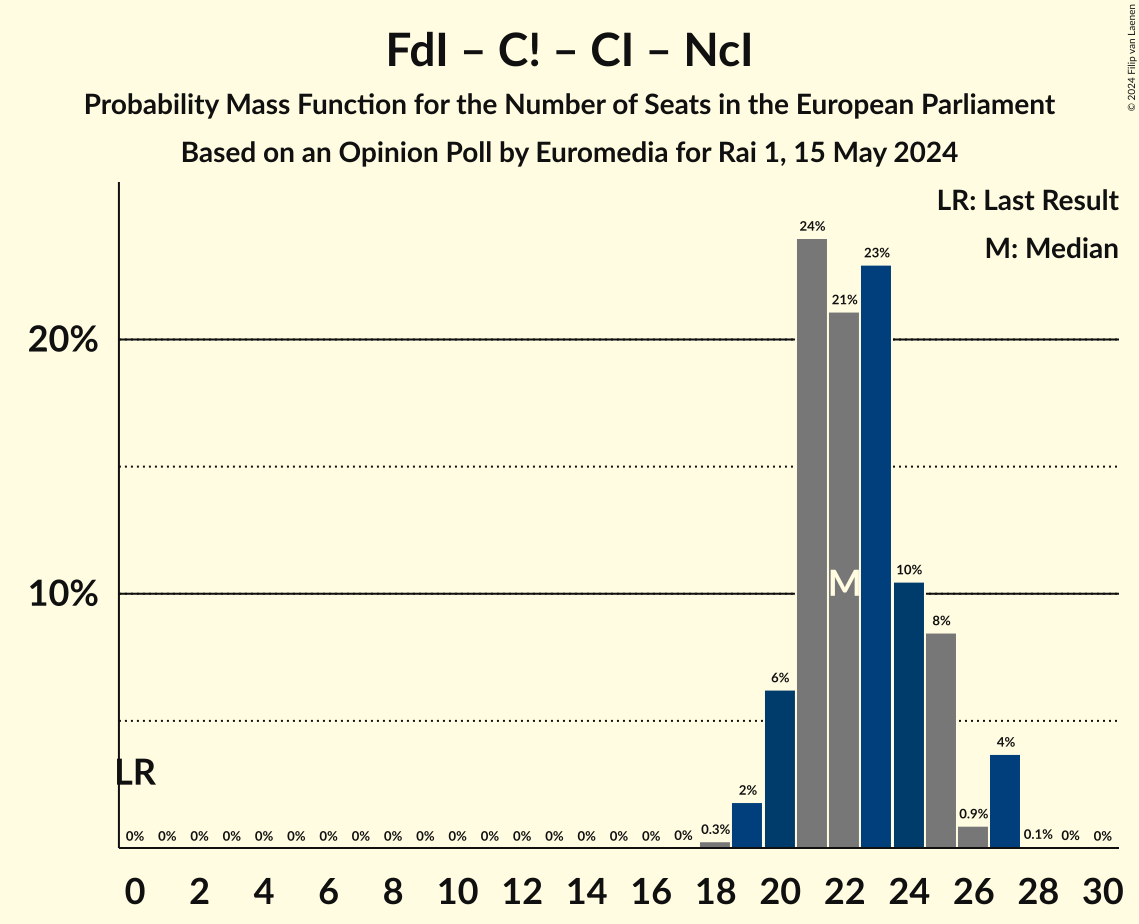 FdI – C! – CI – NcI
Probability Mass Function for the Number of Seats in the European Parliament
Based on an Opinion Poll by Euromedia for Rai 1, 15 May 2024
© 2024 Filip van Laenen
LR: Last Result
M: Median
24%
23%
21%
20%
M
10%
10%
8%
6%
4%
LR
2%
0% 0% 0% 0% 0% 0% 0% 0% 0% 0% 0% 0% 0% 0% 0% 0% 0% 0% 0.3% 0.9% 0.1% 0% 0%
0 2 4 6 8 10 12 14 16 18 20 22 24 26 28 30